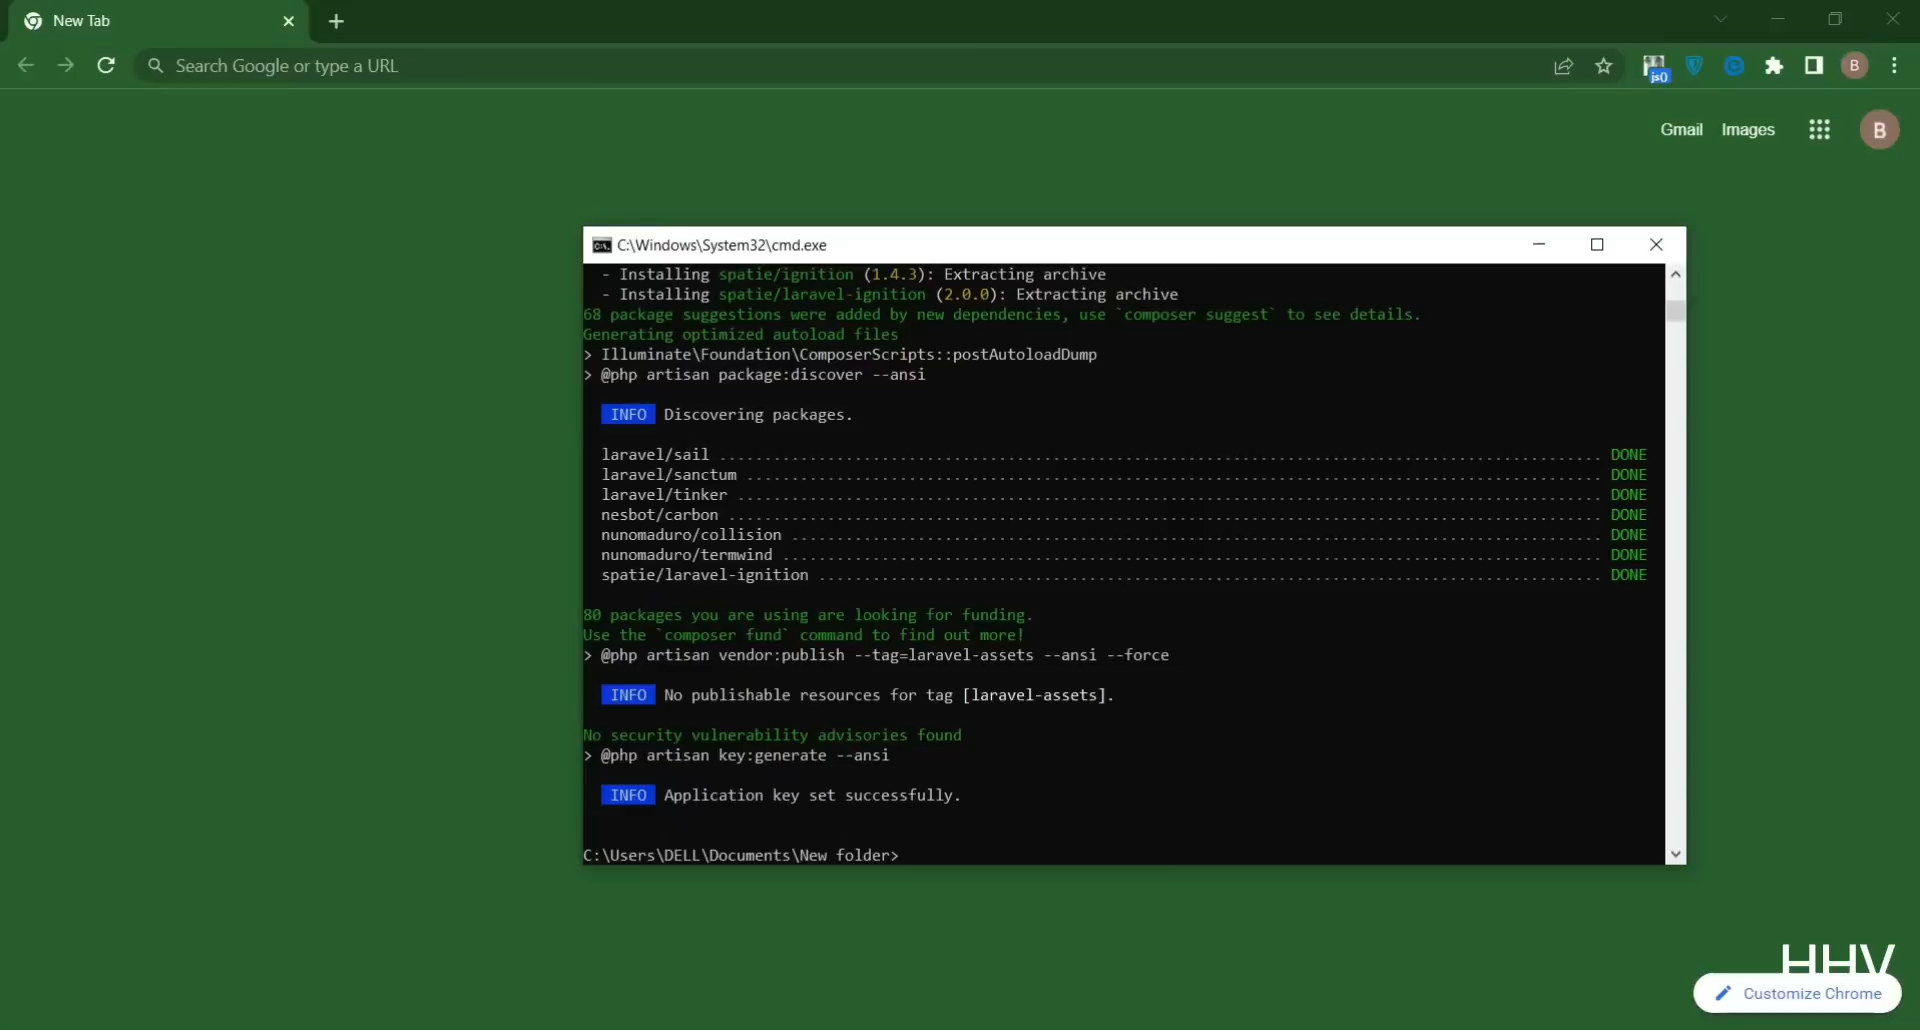 New Tab
Search Google or type a URL
js()
B
Gmail Images
B
C:\Windows\System32\cmd.exe
- Installing spatie/ignition (1.4.3): Extracting archive
- Installing spatie/laravel-ignition (2.0.0): Extracting archive
68 package suggestions were added by new dependencies, use `composer suggest` to see details.
Generating optimized autoload files
> Illuminate\Foundation\ComposerScripts::postAutoloadDump
> @php artisan package:discover --ansi
INFO Discovering packages.
laravel/sail .................................................................................................. DONE
laravel/sanctum ............................................................................................... DONE
laravel/tinker ................................................................................................ DONE
nesbot/carbon ................................................................................................. DONE
nunomaduro/collision .......................................................................................... DONE
nunomaduro/termwind ........................................................................................... DONE
spatie/laravel-ignition ....................................................................................... DONE
80 packages you are using are looking for funding.
Use the `composer fund` command to find out more!
> @php artisan vendor:publish --tag=laravel-assets --ansi --force
INFO No publishable resources for tag [laravel-assets].
No security vulnerability advisories found
> @php artisan key:generate --ansi
INFO Application key set successfully.
C:\Users\DELL\Documents\New folder>
HHV
Customize Chrome